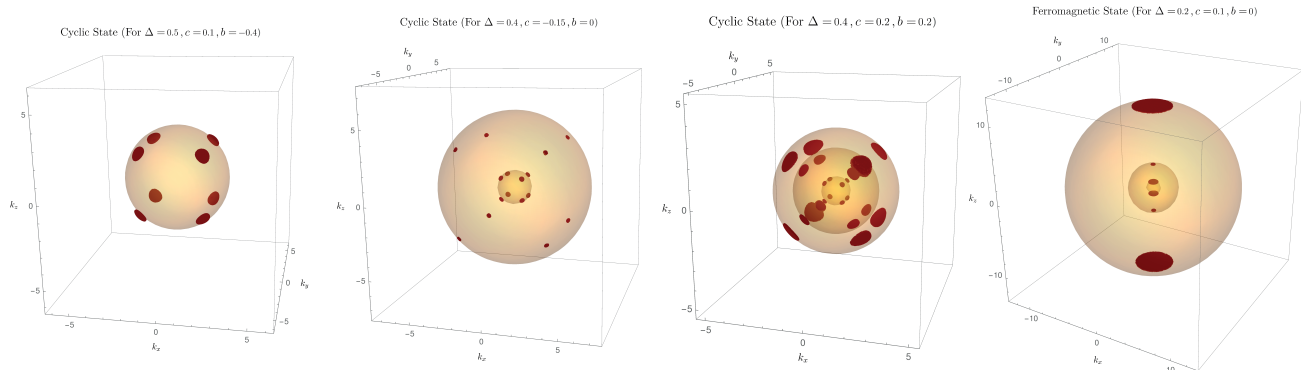 Cyclic State (For Δ = 0.5 , c = 0.1 , b = −0.4)
5
0
−5
k_z
−5
0
5
k_x
5
0
−5
k_y
Cyclic State (For Δ = 0.4 , c = −0.15 , b = 0)
k_y
−5
0
5
5
0
−5
k_z
−5
0
5
k_x
Cyclic State (For Δ = 0.4 , c = 0.2 , b = 0.2)
k_y
−5
0
5
5
0
−5
k_z
−5
0
5
k_x
Ferromagnetic State (For Δ = 0.2 , c = 0.1 , b = 0)
k_y
−10
0
10
10
0
−10
k_z
−10
0
10
k_x